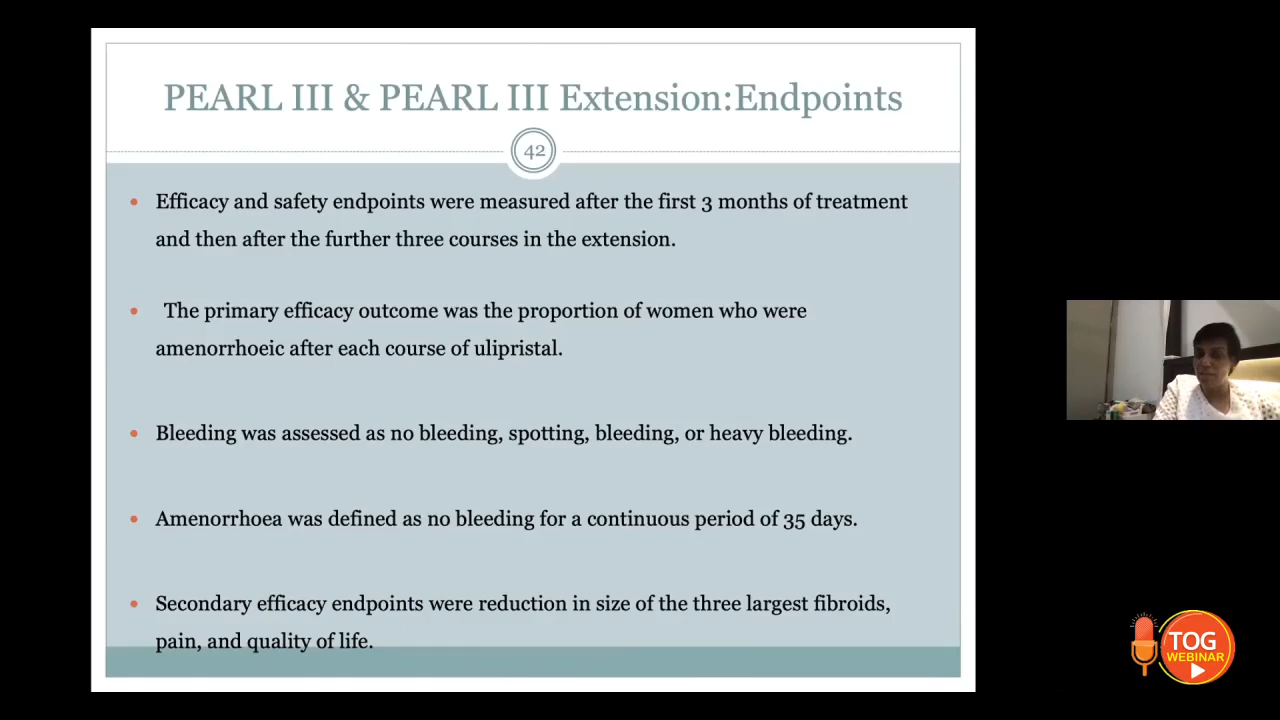 PEARL III & PEARL III Extension:Endpoints
42
• Efficacy and safety endpoints were measured after the first 3 months of treatment
and then after the further three courses in the extension.
• The primary efficacy outcome was the proportion of women who were
amenorrhoeic after each course of ulipristal.
• Bleeding was assessed as no bleeding, spotting, bleeding, or heavy bleeding.
• Amenorrhoea was defined as no bleeding for a continuous period of 35 days.
• Secondary efficacy endpoints were reduction in size of the three largest fibroids,
pain, and quality of life.
TOG
WEBINAR